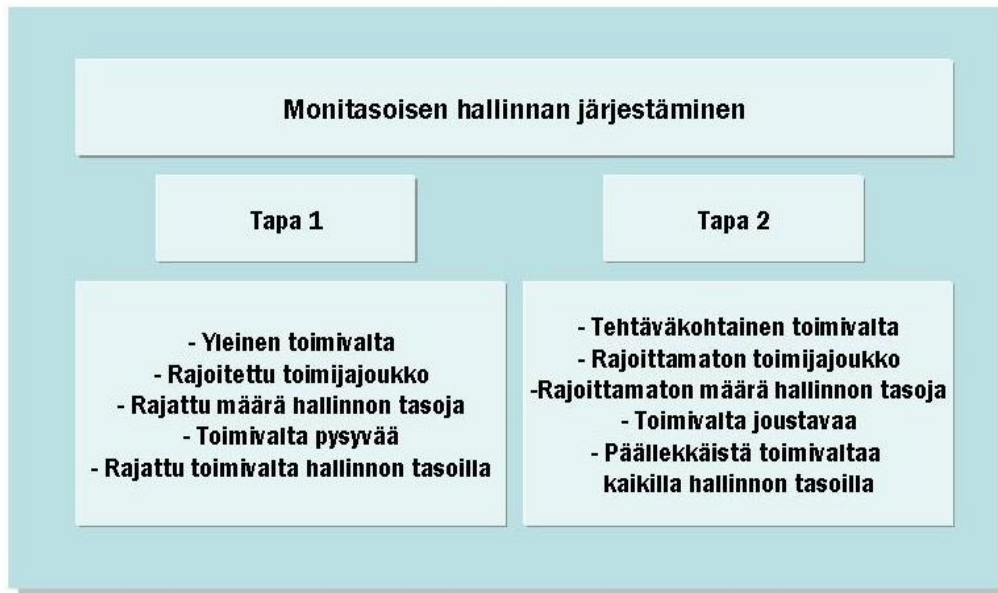 Monitasoisen hallinnan järjestäminen
Tapa 1
- Yleinen toimivalta
- Rajoitettu toimijajoukko
- Rajattu määrä hallinnon tasoja
- Toimivalta pysyvää
- Rajattu toimivalta hallinnon tasoilla
Tapa 2
- Tehtäväkohtainen toimivalta
- Rajoittamaton toimijajoukko
-Rajoittamaton määrä hallinnon tasoja
- Toimivalta joustavaa
- Päällekkäistä toimivaltaa
kaikilla hallinnon tasoilla